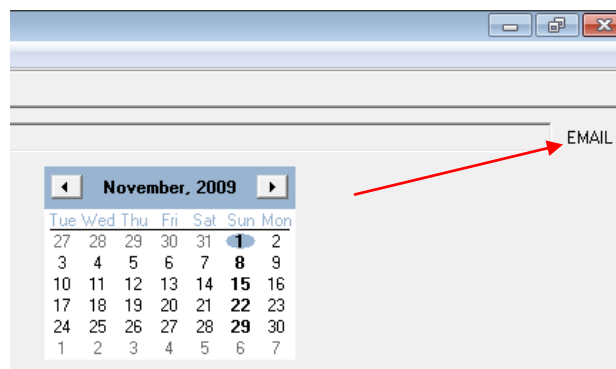 EMAIL
November, 2009
Tue Wed Thu Fri Sat Sun Mon
27 28 29 30 31 1 2
3 4 5 6 7 8 9
10 11 12 13 14 15 16
17 18 19 20 21 22 23
24 25 26 27 28 29 30
1 2 3 4 5 6 7